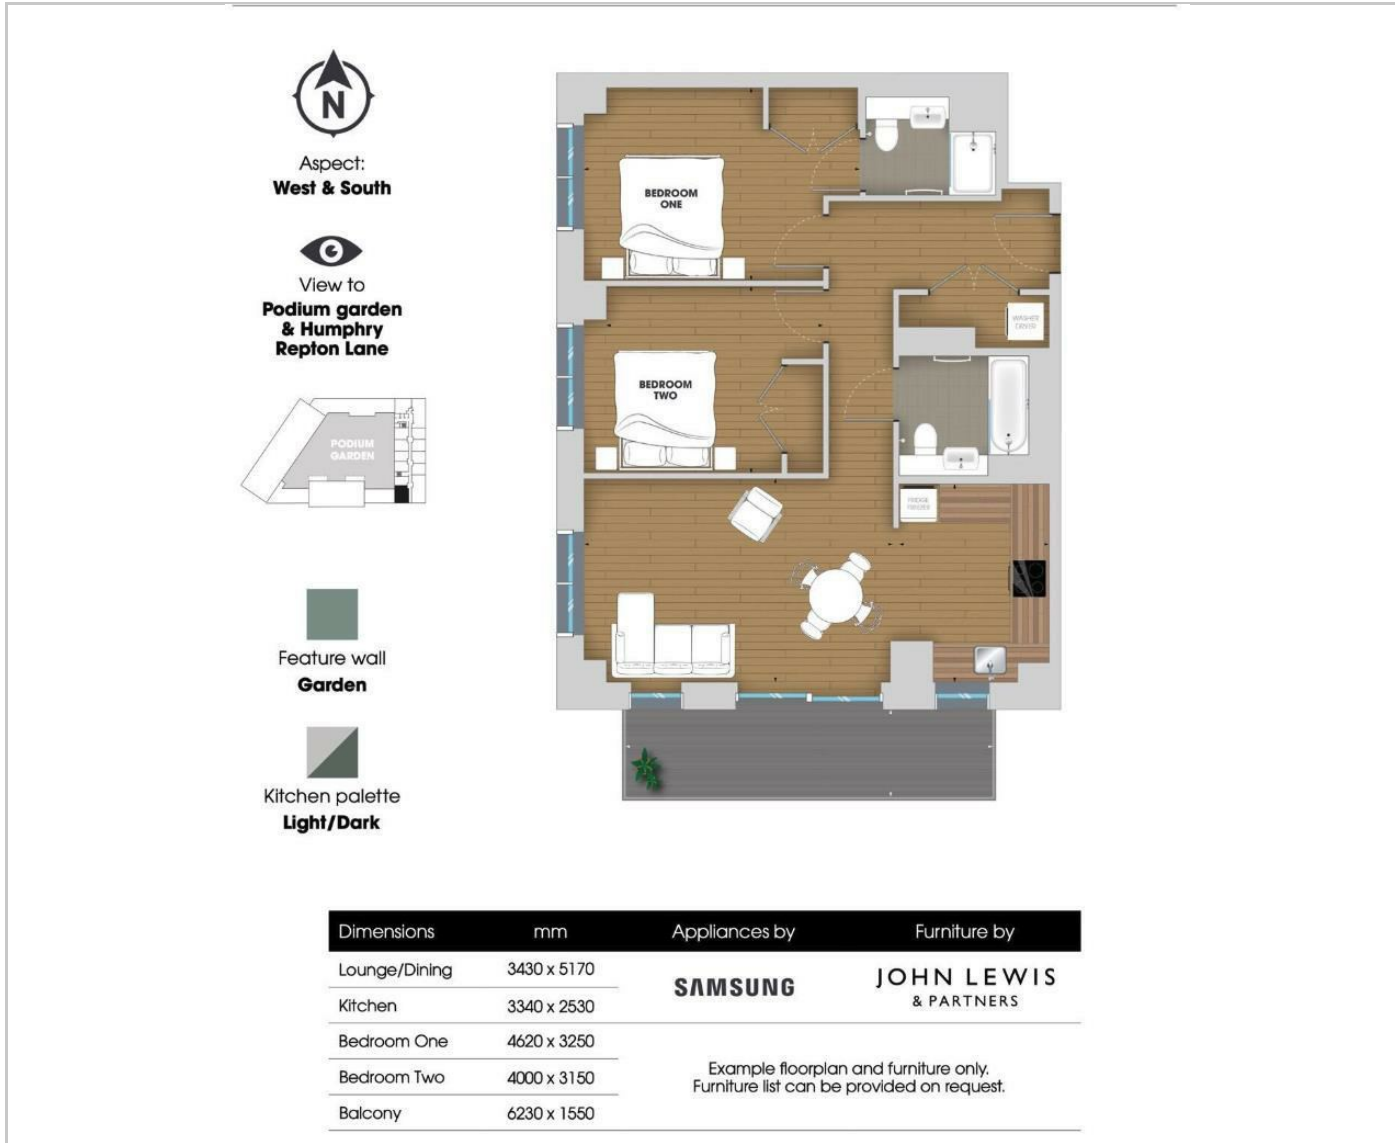 N
Aspect:
West & South
View to
Podium garden
& Humphry
Repton Lane
PODIUM
GARDEN
Feature wall
Garden
Kitchen palette
Light/Dark
BEDROOM
ONE
BEDROOM
TWO
WASHER
DRYER
FRIDGE
FREEZER
Dimensions mm Appliances by Furniture by
Lounge/Dining 3430 x 5170
Kitchen 3340 x 2530
Bedroom One 4620 x 3250
Bedroom Two 4000 x 3150
Balcony 6230 x 1550
SAMSUNG
JOHN LEWIS
& PARTNERS
Example floorplan and furniture only.
Furniture list can be provided on request.